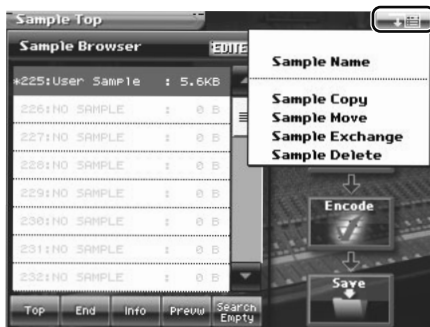 Sample Top
Sample Browser
EDIT
Sample Name
Sample Copy
Sample Move
Sample Exchange
Sample Delete
*225:User Sample : 5.6KB
226:NO SAMPLE : 0 B
227:NO SAMPLE : 0 B
228:NO SAMPLE : 0 B
229:NO SAMPLE : 0 B
230:NO SAMPLE : 0 B
231:NO SAMPLE : 0 B
232:NO SAMPLE : 0 B
Encode
Save
Top End Info Prevw Search Empty